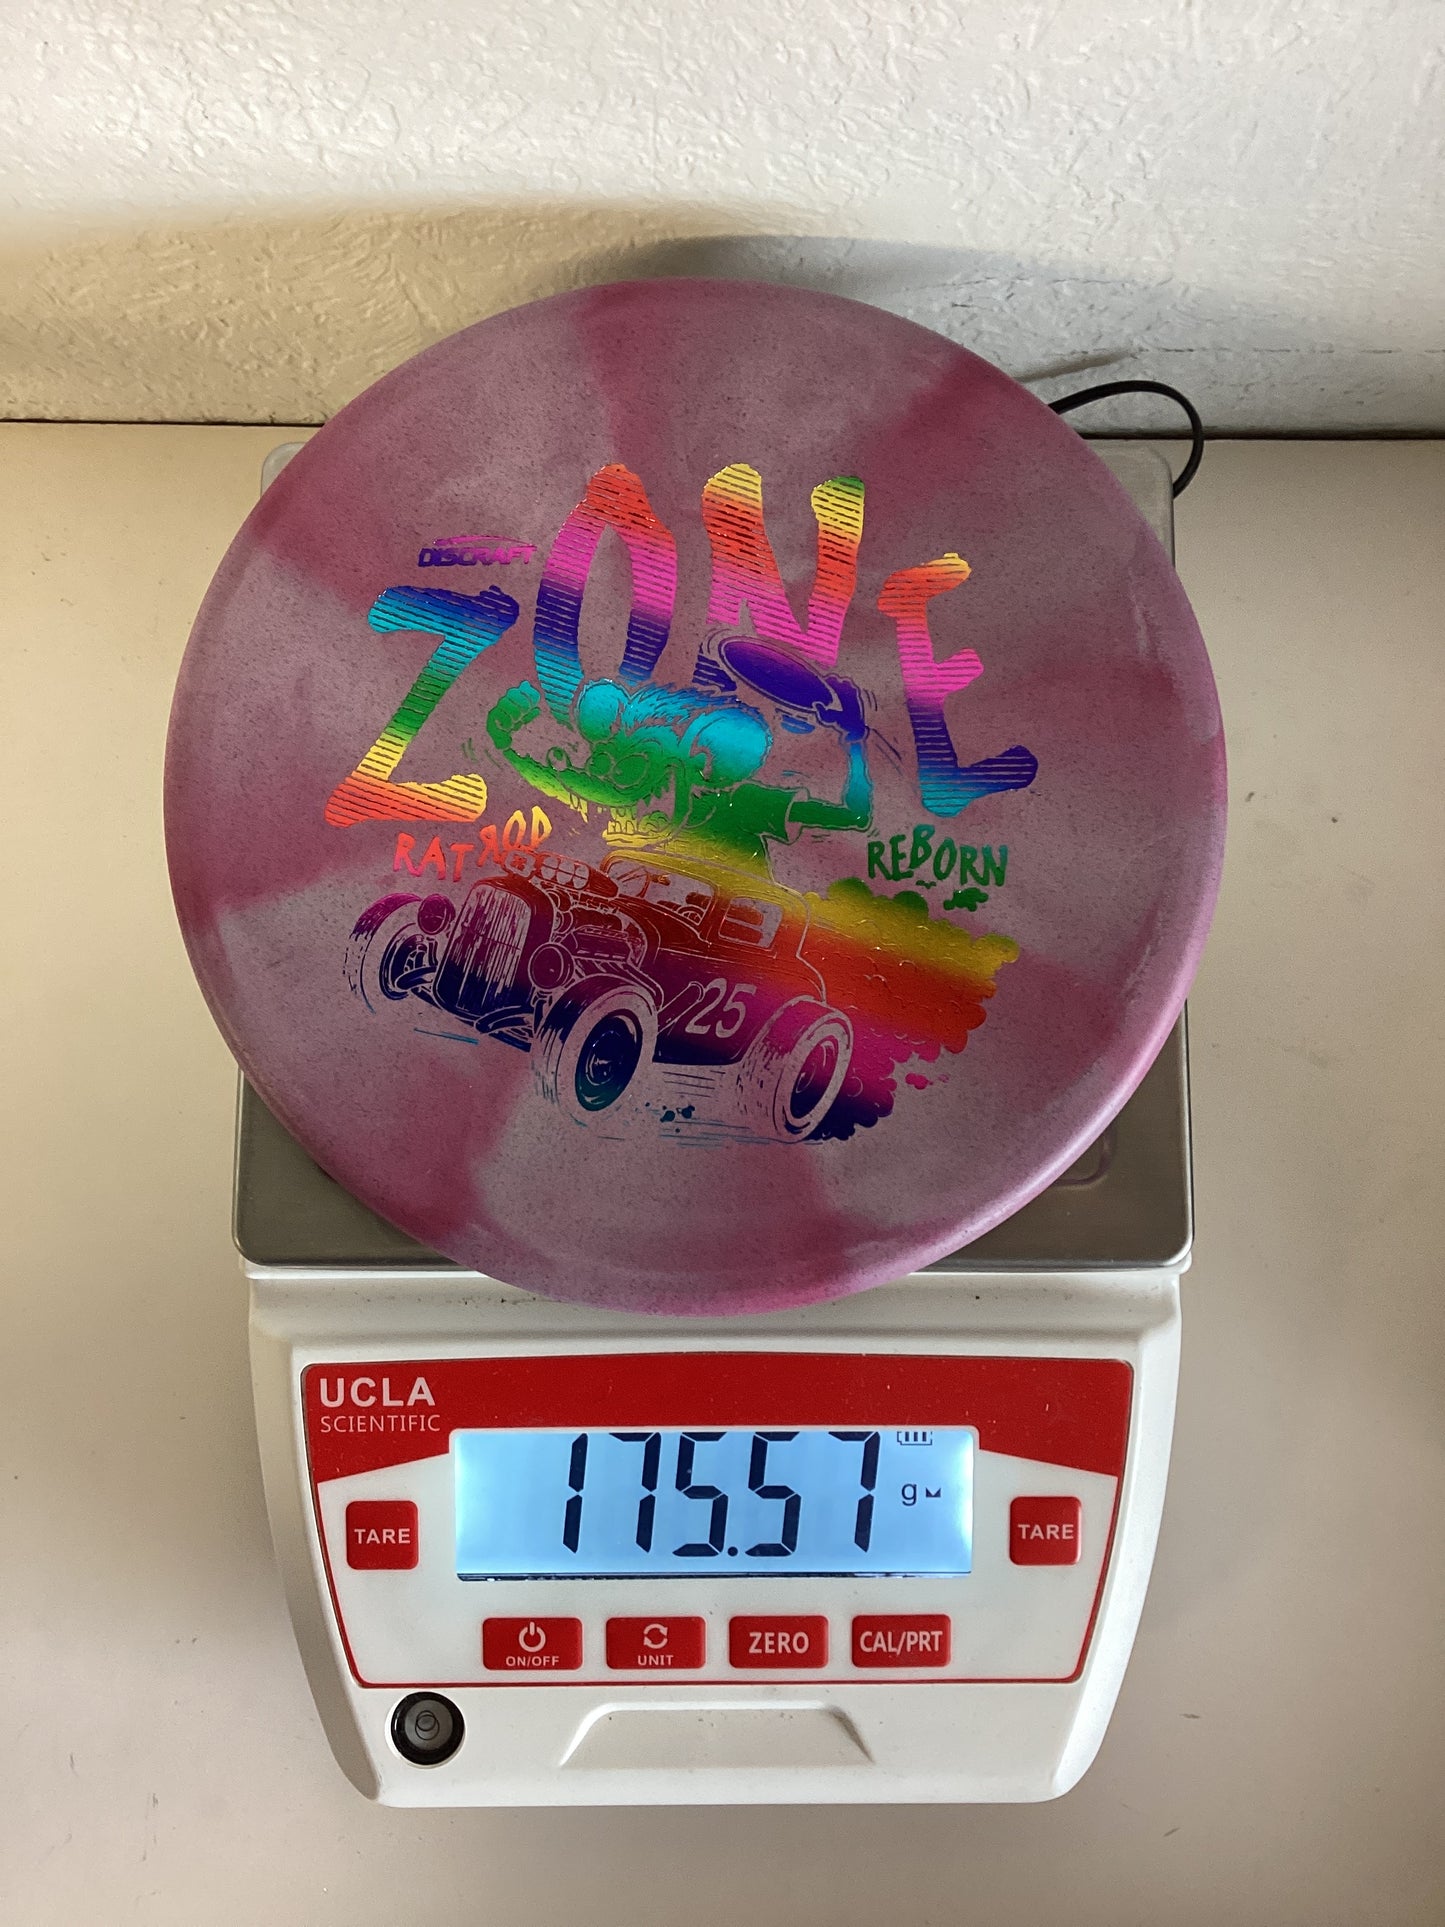 DISCRAFT
ZONE
RAT ROD
REBORN
25
UCLA
SCIENTIFIC
175.57 g
TARE
TARE
ON/OFF
UNIT
ZERO
CAL/PRT